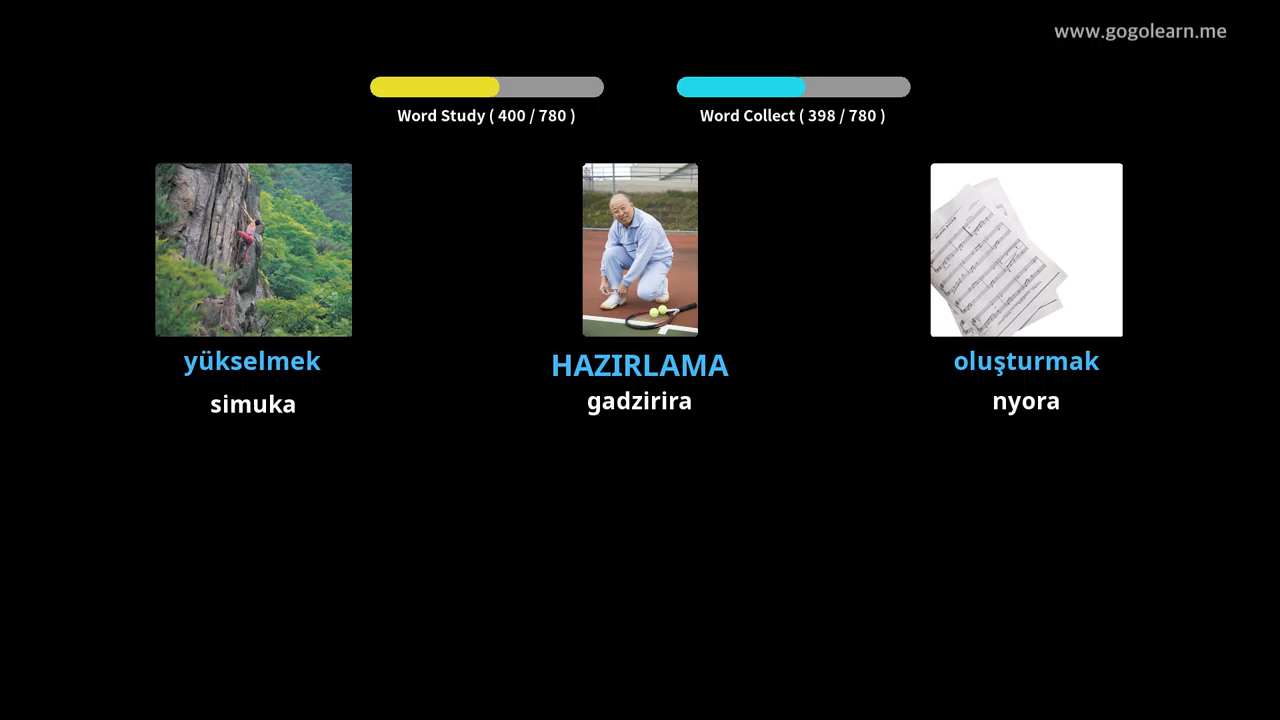 www.gogolearn.me
Word Study ( 400 / 780 )
Word Collect ( 398 / 780 )
yükselmek
simuka
HAZIRLAMA
gadzirira
oluşturmak
nyora